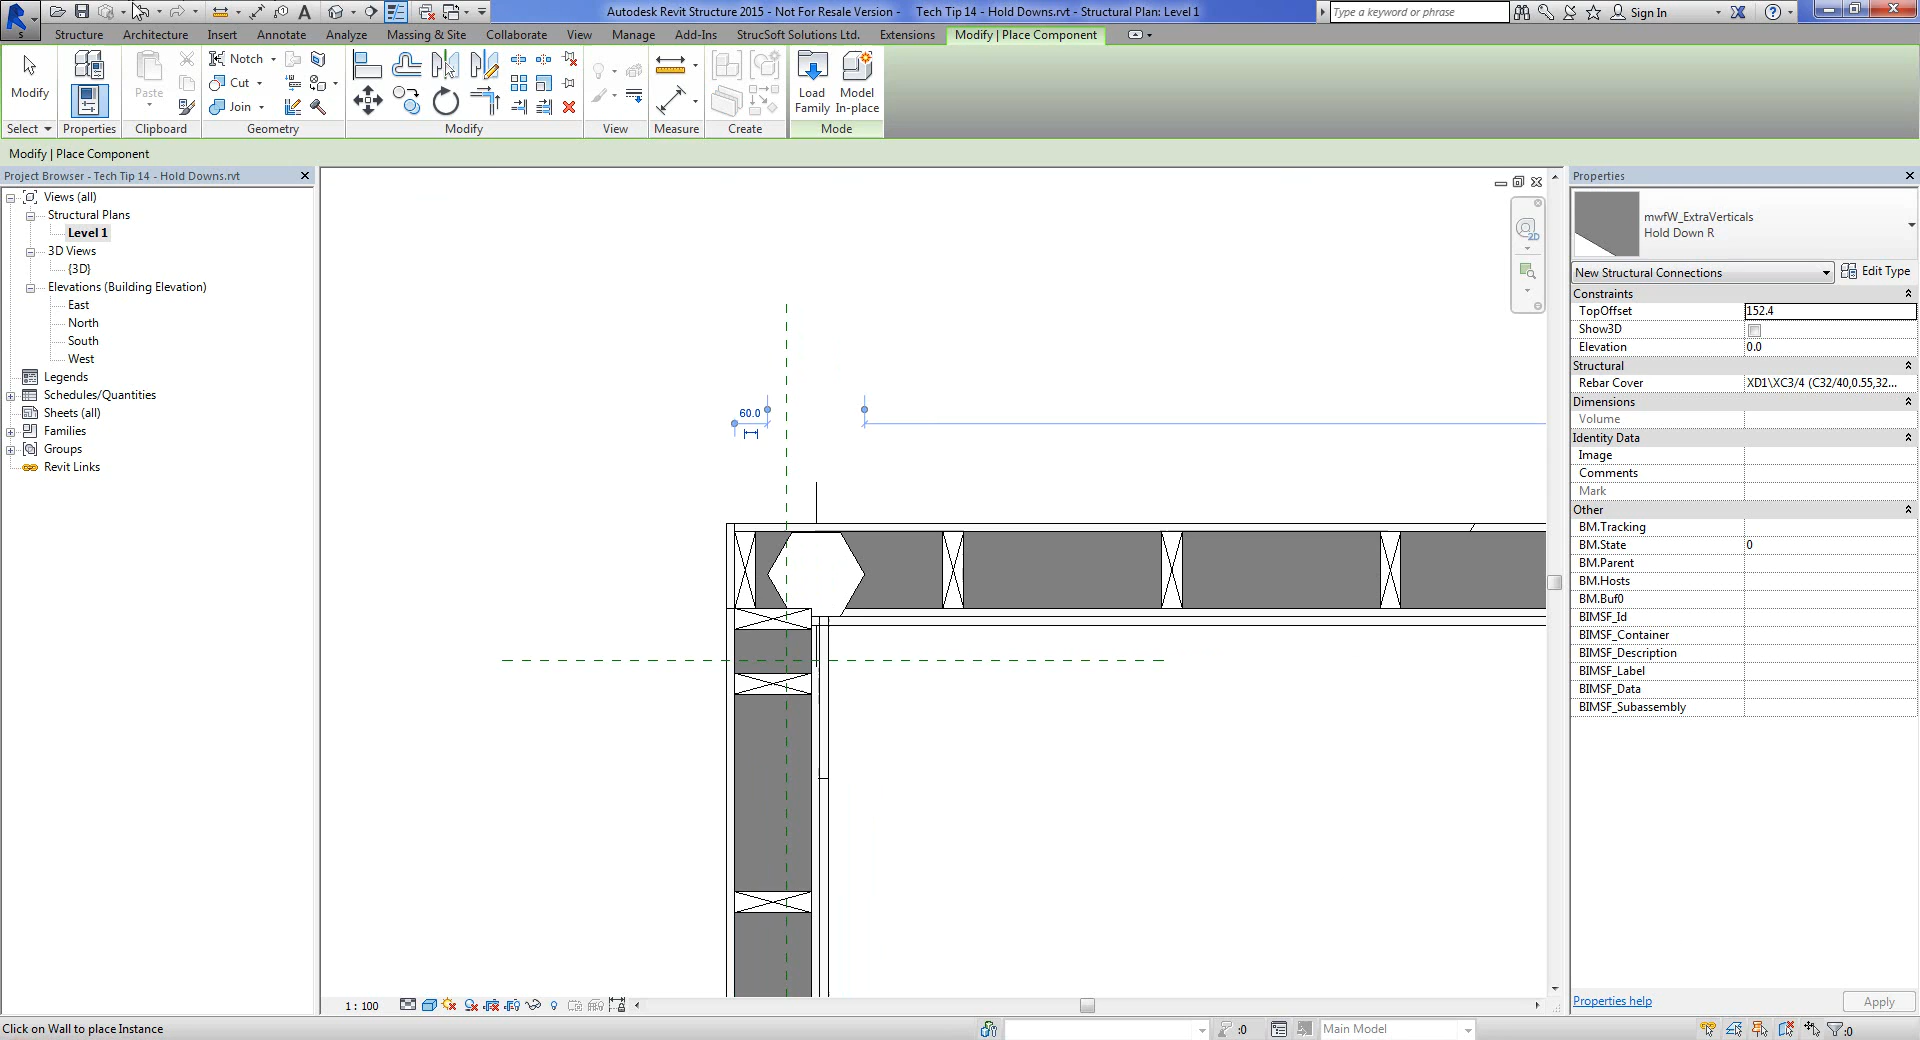 Autodesk Revit Structure 2015 - Not For Resale Version - Tech Tip 14 - Hold Downs.rvt - Structural Plan: Level 1
Type a keyword or phrase
Sign In
Structure Architecture Insert Annotate Analyze Massing & Site Collaborate View Manage Add-Ins StrucSoft Solutions Ltd. Extensions Modify | Place Component
Modify
Paste
Notch
Cut
Join
Load Family
Model In-place
Select Properties Clipboard Geometry Modify View Measure Create Mode
Modify | Place Component
Project Browser - Tech Tip 14 - Hold Downs.rvt
Views (all)
Structural Plans
Level 1
3D Views
{3D}
Elevations (Building Elevation)
East
North
South
West
Legends
Schedules/Quantities
Sheets (all)
Families
Groups
Revit Links
60.0
2D
Properties
mwfW_ExtraVerticals
Hold Down R
New Structural Connections
Edit Type
Constraints
TopOffset 152.4
Show3D
Elevation 0.0
Structural
Rebar Cover XD1\XC3/4 (C32/40,0.55,32...
Dimensions
Volume
Identity Data
Image
Comments
Mark
Other
BM.Tracking
BM.State 0
BM.Parent
BM.Hosts
BM.Buf0
BIMSF_Id
BIMSF_Container
BIMSF_Description
BIMSF_Label
BIMSF_Data
BIMSF_Subassembly
Properties help
Apply
1 : 100
Click on Wall to place Instance
:0
Main Model
:0